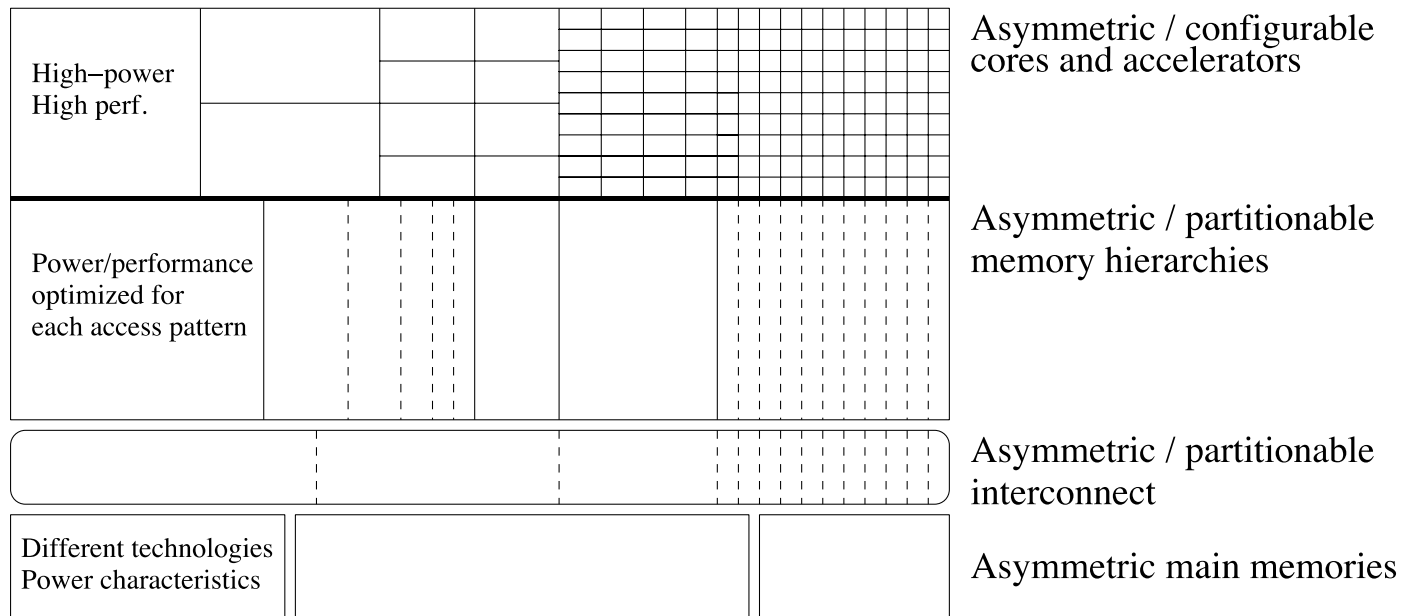 High−power
High perf.
Asymmetric / configurable
cores and accelerators
Power/performance
optimized for
each access pattern
Asymmetric / partitionable
memory hierarchies
Asymmetric / partitionable
interconnect
Different technologies
Power characteristics
Asymmetric main memories